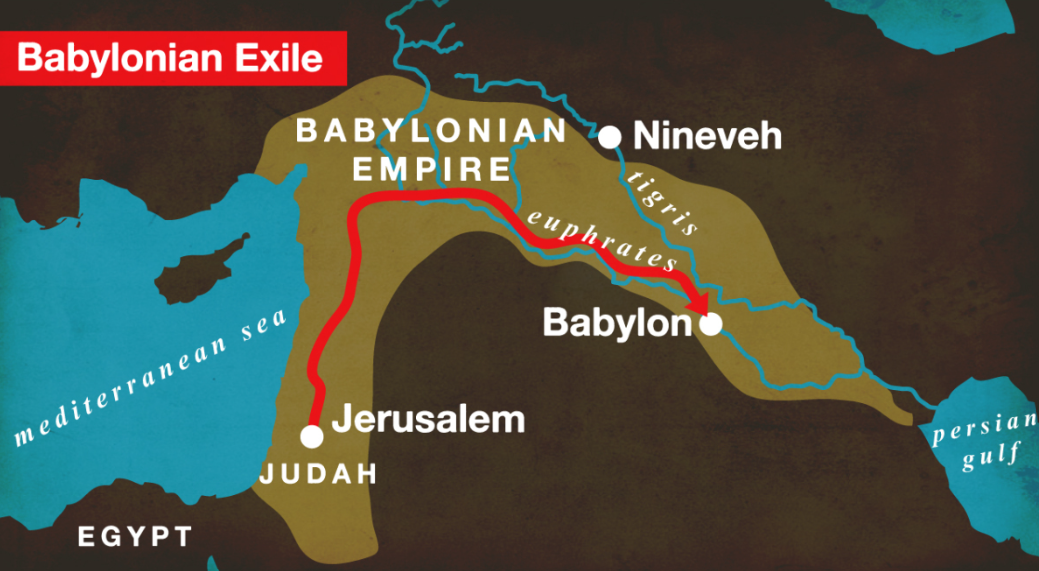 Babylonian Exile
BABYLONIAN
EMPIRE
Nineveh
tigris
euphrates
Babylon
mediterranean sea
Jerusalem
JUDAH
persian
gulf
EGYPT